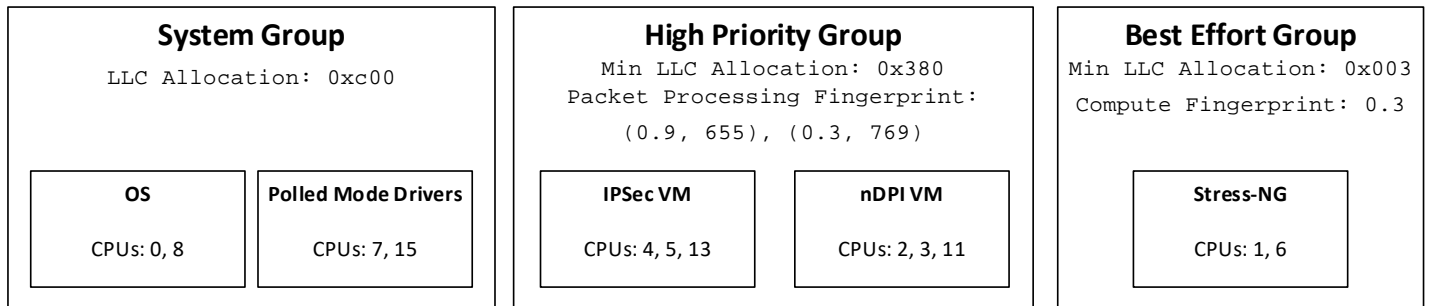 System Group
LLC Allocation: 0xc00
OS
CPUs: 0, 8
Polled Mode Drivers
CPUs: 7, 15
High Priority Group
Min LLC Allocation: 0x380
Packet Processing Fingerprint:
(0.9, 655), (0.3, 769)
IPSec VM
CPUs: 4, 5, 13
nDPI VM
CPUs: 2, 3, 11
Best Effort Group
Min LLC Allocation: 0x003
Compute Fingerprint: 0.3
Stress-NG
CPUs: 1, 6